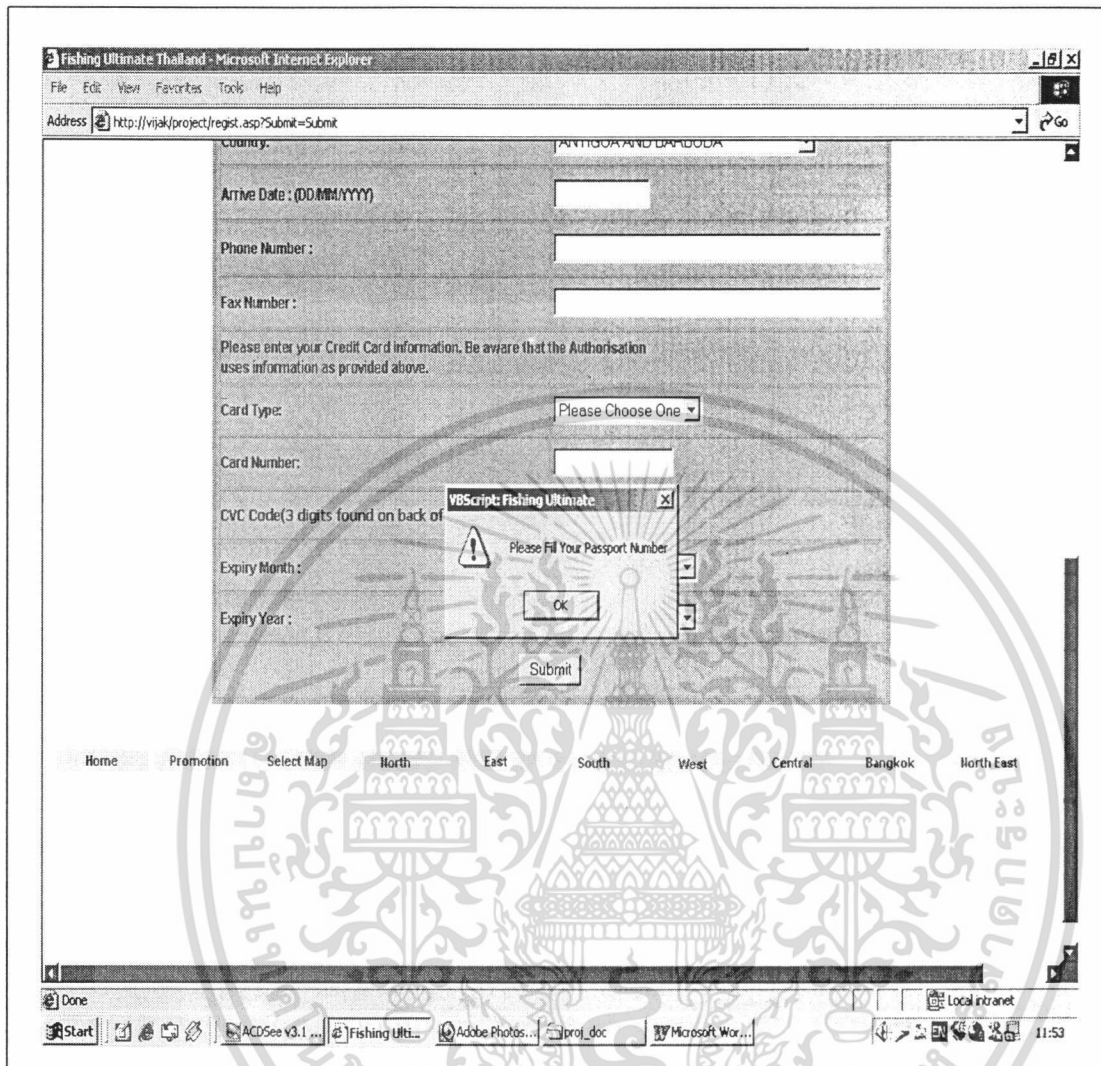 Fishing Ultimate Thailand - Microsoft Internet Explorer
File Edit View Favorites Tools Help
Address http://vijak/project/regist.asp?Submit=Submit Go
Country: ANTIGUA AND BARBUDA
Arrive Date : (DD/MM/YYYY)
Phone Number :
Fax Number :
Please enter your Credit Card information. Be aware that the Authorisation
uses information as provided above.
Card Type: Please Choose One
Card Number:
VBScript: Fishing Ultimate
CVC Code(3 digits found on back of
Please Fill Your Passport Number
Expiry Month :
OK
Expiry Year :
Submit
Home Promotion Select Map North East South West Central Bangkok North East
Done Local intranet
Start ACDSee v3.1 ... Fishing Ulti... Adobe Photos... proj_doc Microsoft Wor... EN 11:53